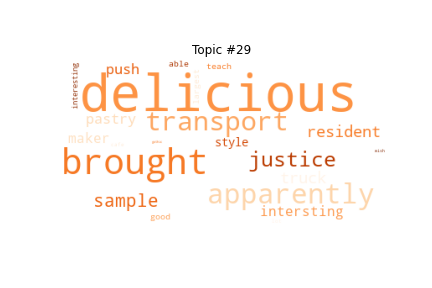 Topic #29
interesting
push
able
teach
delicious
pastry
transport
resident
maker
style
brought
justice
truck
wish
apparently
sample
intersting
good